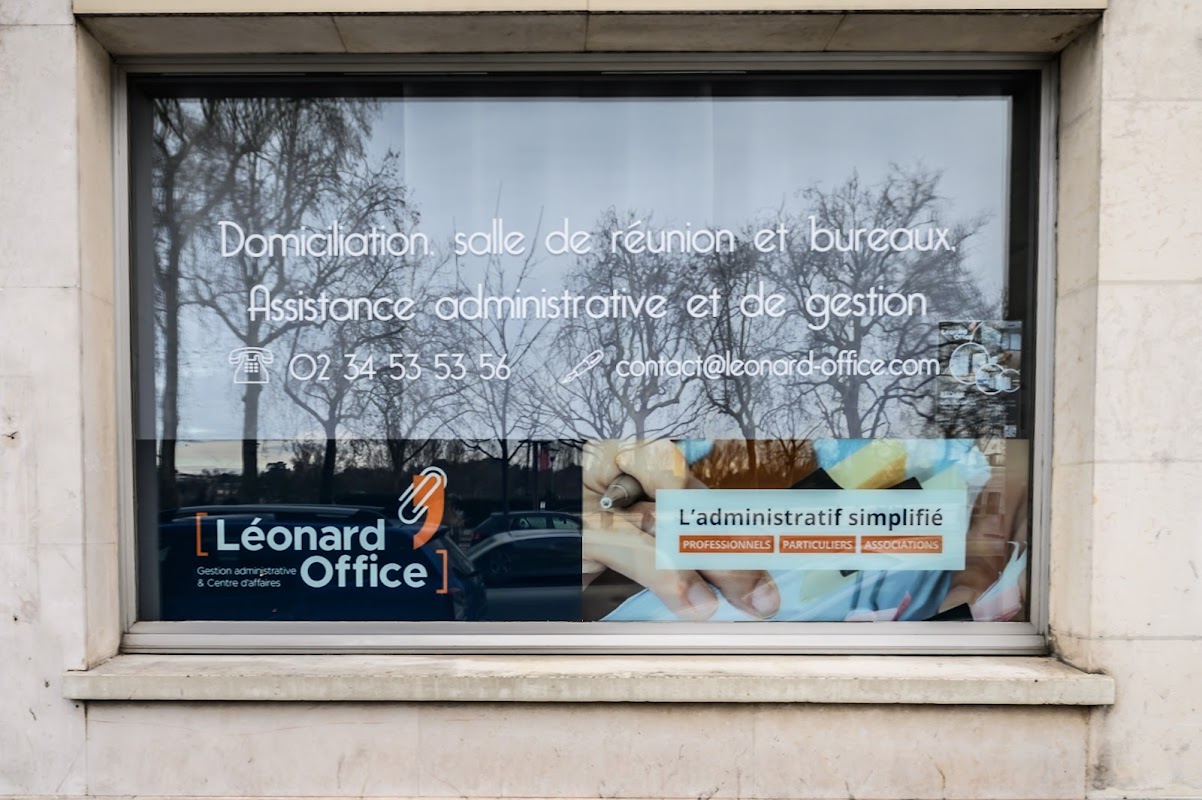 Domiciliation, salle de réunion et bureaux,
Assistance administrative et de gestion
02 34 53 53 56 contact@leonard-office.com
[Léonard
Office]
Gestion administrative
& Centre d'affaires
L'administratif simplifié
PROFESSIONNELS PARTICULIERS ASSOCIATIONS